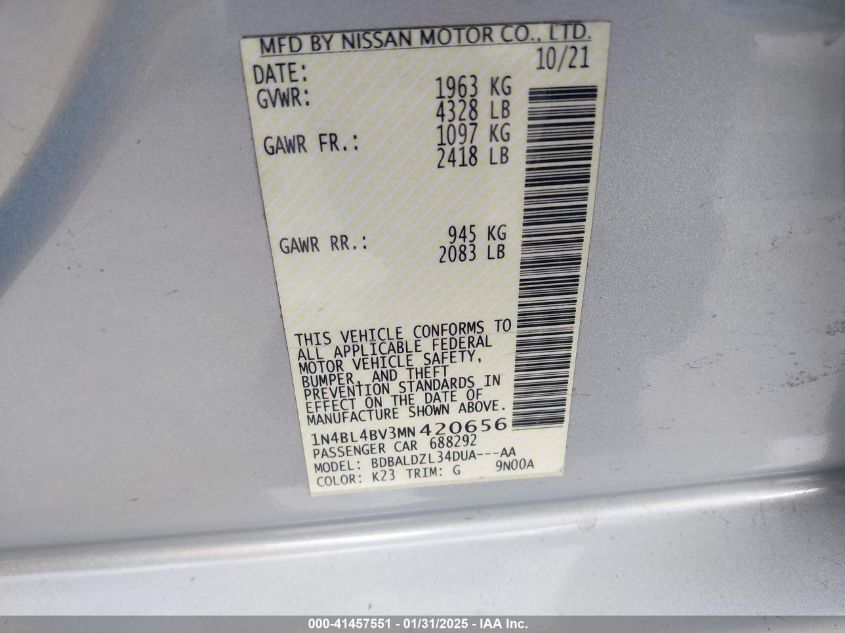 MFD BY NISSAN MOTOR CO., LTD.
DATE: 10/21
GVWR: 1963 KG
4328 LB
GAWR FR.: 1097 KG
2418 LB
GAWR RR.: 945 KG
2083 LB
THIS VEHICLE CONFORMS TO
ALL APPLICABLE FEDERAL
MOTOR VEHICLE SAFETY,
BUMPER, AND THEFT
PREVENTION STANDARDS IN
EFFECT ON THE DATE OF
MANUFACTURE SHOWN ABOVE.
1N4BL4BV3MN420656
PASSENGER CAR 688292
MODEL: BDBALDZL34DUA---AA
COLOR: K23 TRIM: G 9N00A
000-41457551 / 01/31/2025 - IAA Inc.